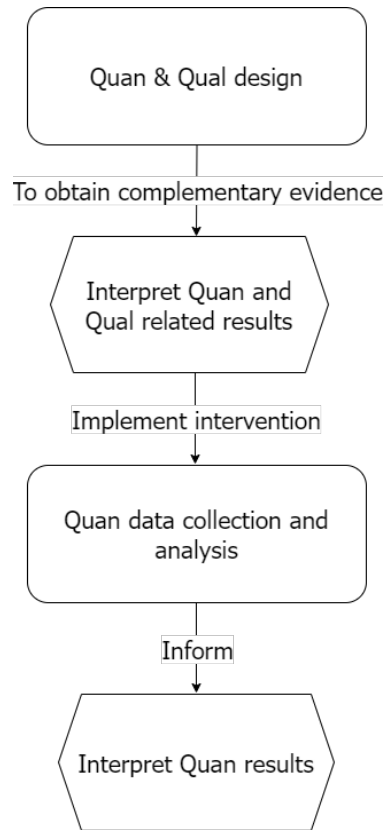 Quan & Qual design
To obtain complementary evidence
Interpret Quan and
Qual related results
Implement intervention
Quan data collection and
analysis
Inform
Interpret Quan results